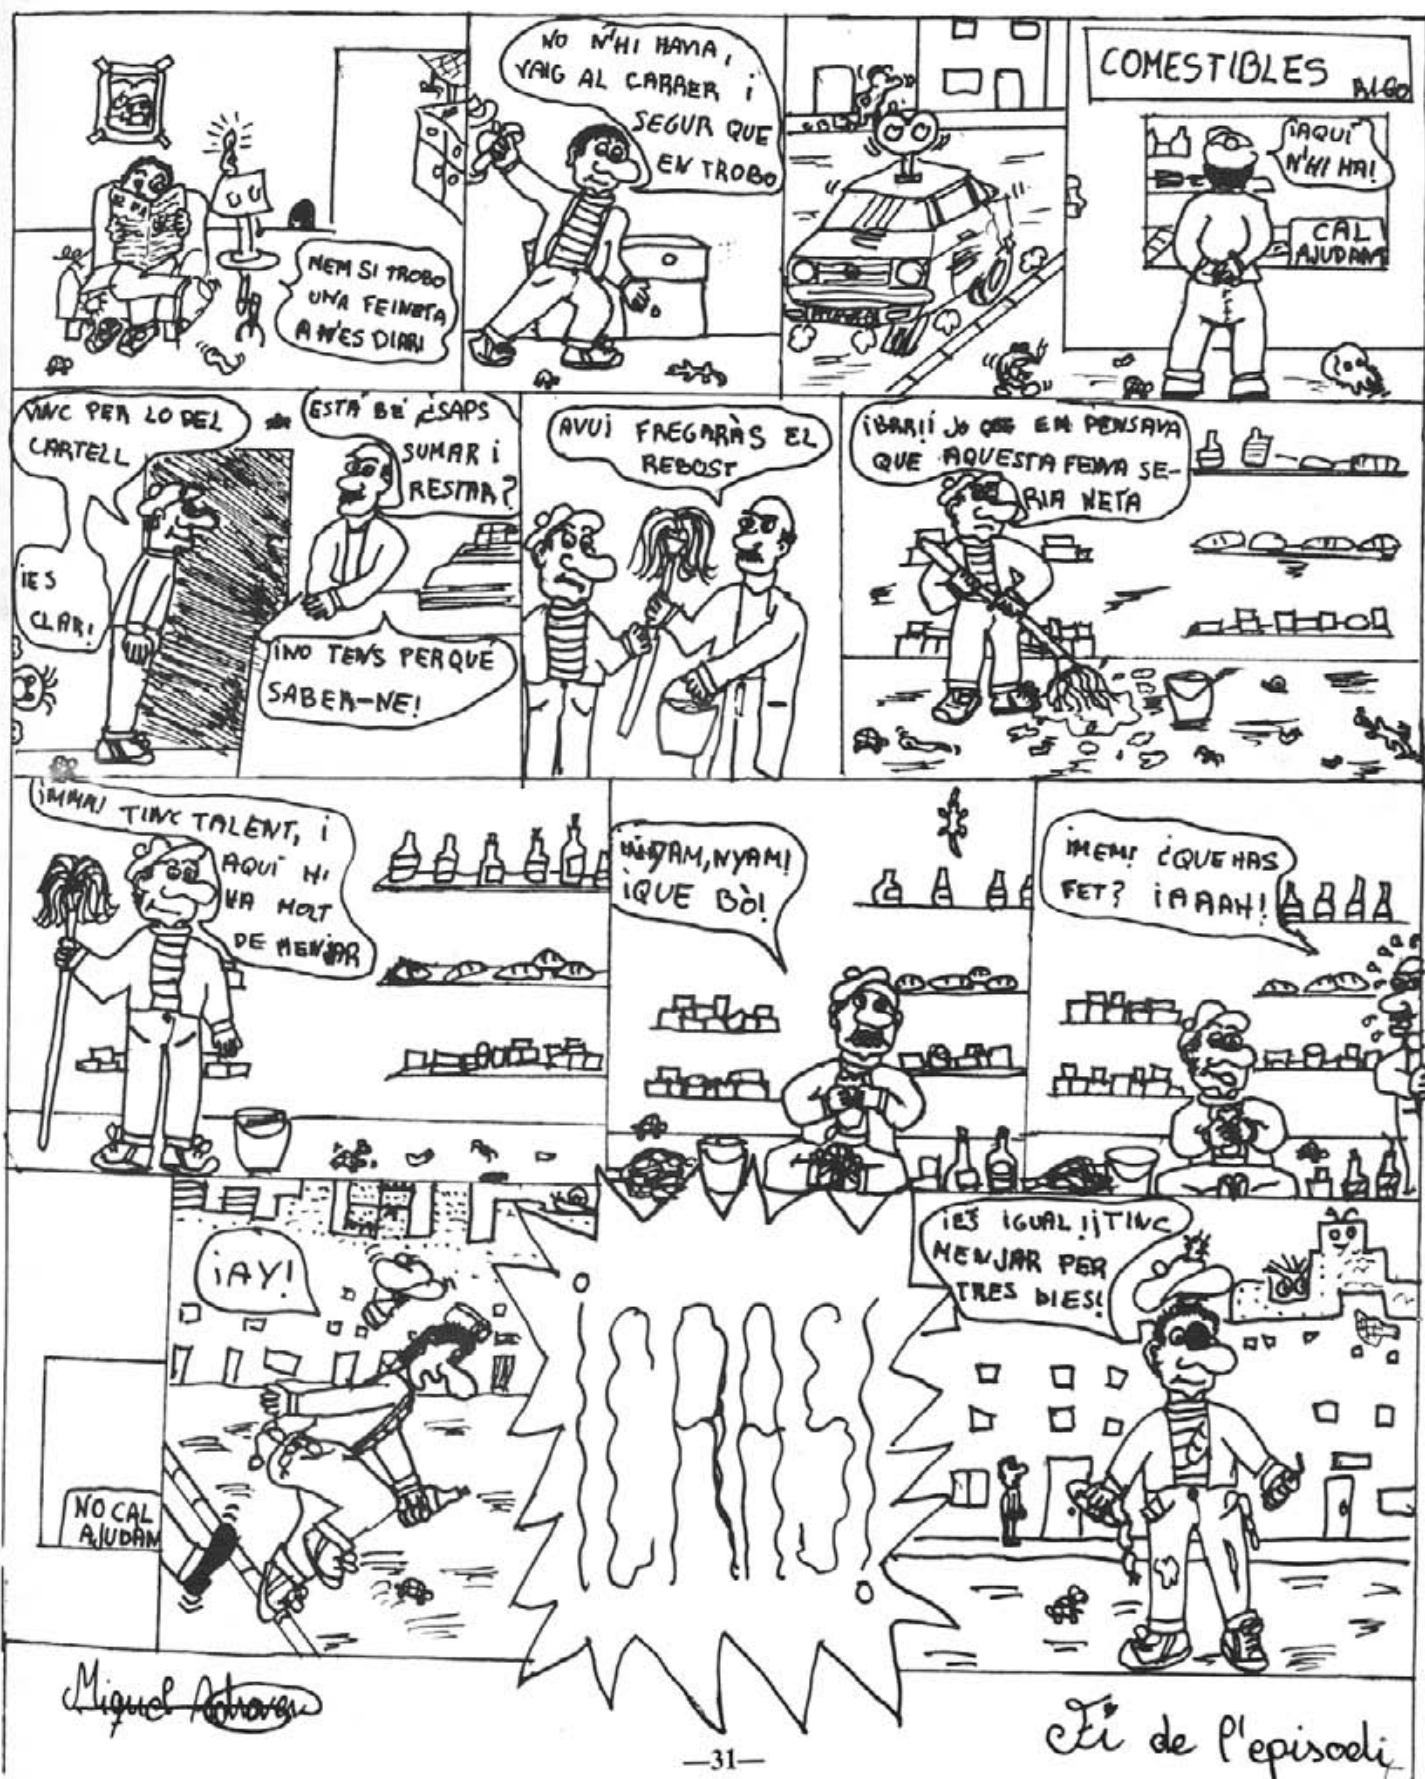 MEM SI TROBO
UNA FEINETA
A N'ES DIARI
NO N'HI HAVIA,
VAIG AL CARRER I
SEGUR QUE
EN TROBO
COMESTIBLES
¡AQUÍ
N'HI HA!
CAL
AJUDANT
VINC PER LO DEL
CARTELL
¡ES
CLAR!
ESTÀ BÉ ¿SAPS
SUMAR I
RESTAR?
¡NO TENS PERQUÈ
SABER-NE!
AVUI FREGARÀS EL
REBOST
¡BRR!¡ JO QUE EM PENSAVA
QUE AQUESTA FEINA SE-
RIA NETA
¡MMM! TINC TALENT, I
AQUÍ HI
HA MOLT
DE MENJAR
NYAM, NYAM!
¡QUE BÒ!
¡MEM! ¿QUE HAS
FET? ¡AAAH!
NO CAL
AJUDAN
¡AY!
¡ES IGUAL!¡TINC
MENJAR PER
TRES DIES!
Miquel Adrover
Fi de l'episodi
—31—